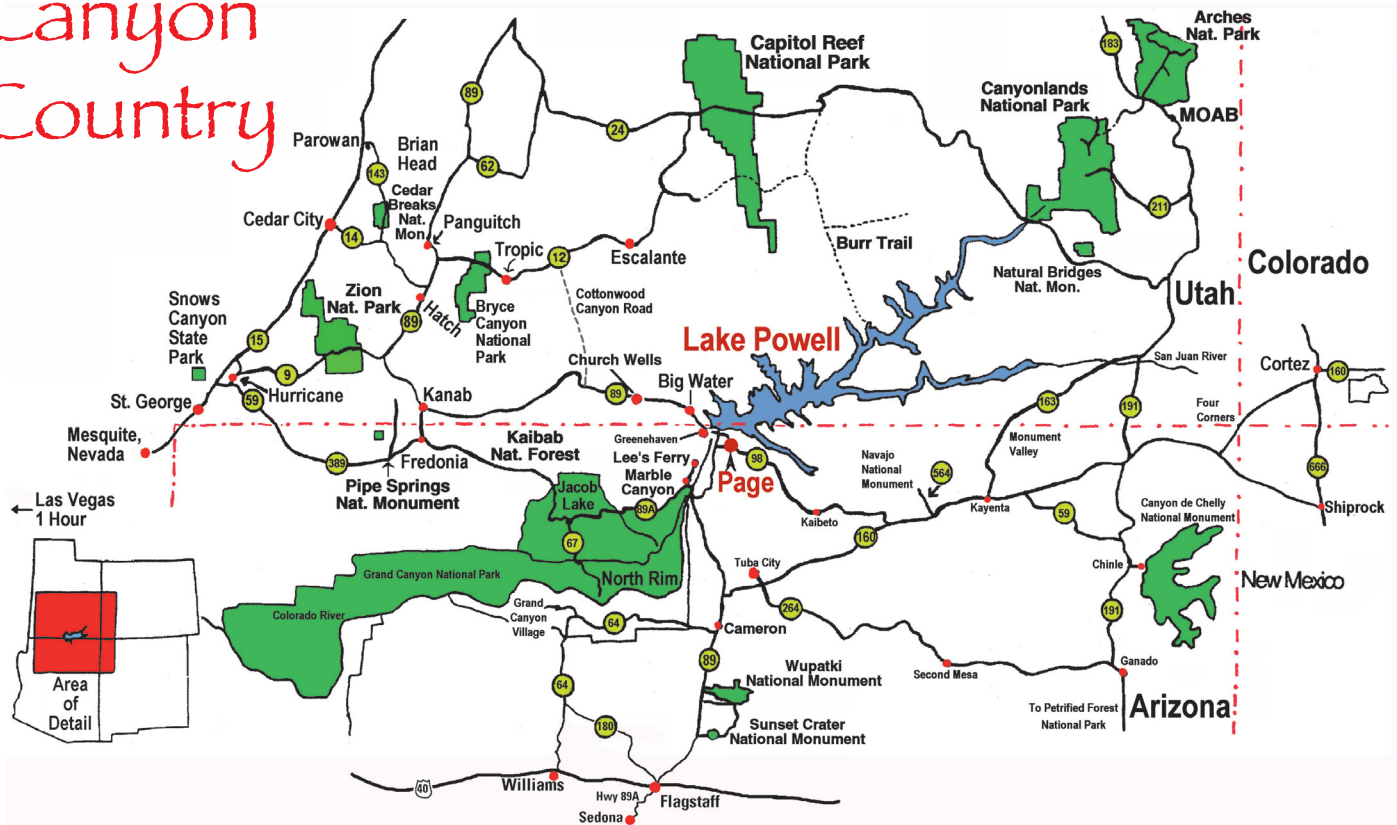 Canyon
Country
Capitol Reef
National Park
Arches
Nat. Park
183
Canyonlands
National Park
MOAB
89
24
Parowan
Brian
Head
62
143
Cedar
Breaks
Nat.
Mon.
211
Cedar City
14
Panguitch
Tropic
12
Escalante
Burr Trail
Natural Bridges
Nat. Mon.
Colorado
Utah
Snows
Canyon
State
Park
Zion
Nat. Park
Hatch
89
Bryce
Canyon
National
Park
Cottonwood
Canyon Road
15
Lake Powell
9
Hurricane
59
Church Wells
Big Water
89
San Juan River
Cortez
160
St. George
Kanab
163
191
Four
Corners
Mesquite,
Nevada
Greenehaven
Kaibab
Nat. Forest
Lee's Ferry
Marble
Canyon
Page
98
Monument
Valley
Navajo
National
Monument
564
389
Fredonia
Pipe Springs
Nat. Monument
666
Las Vegas
1 Hour
Jacob
Lake
89A
Kaibeto
Kayenta
59
Canyon de Chelly
National Monument
Shiprock
67
160
Grand Canyon National Park
North Rim
Tuba City
Chinle
New Mexico
Colorado River
Grand
Canyon
Village
64
264
191
Cameron
Area
of
Detail
64
89
Wupatki
National Monument
Second Mesa
Ganado
180
Sunset Crater
National Monument
To Petrified Forest
National Park
Arizona
40
Williams
Hwy 89A
Flagstaff
Sedona